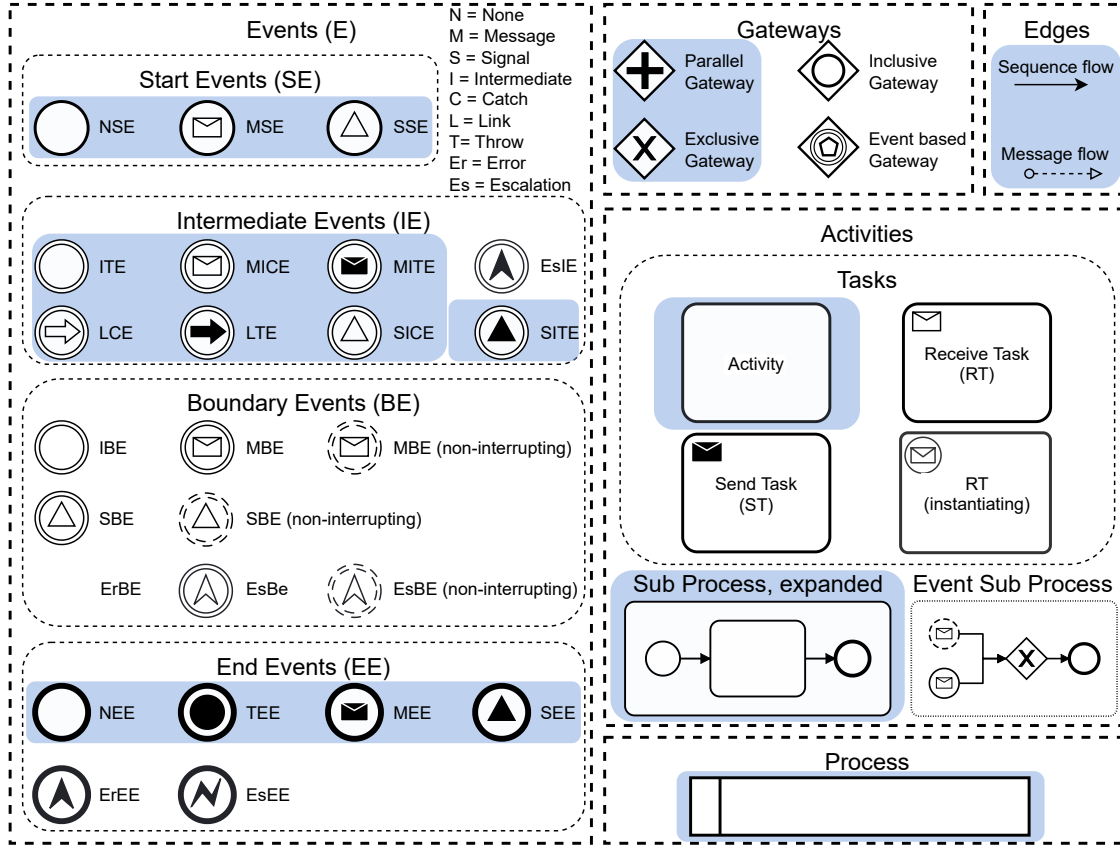 Events (E)
N = None
M = Message
S = Signal
I = Intermediate
C = Catch
L = Link
T= Throw
Er = Error
Es = Escalation
Start Events (SE)
NSE
MSE
SSE
Intermediate Events (IE)
ITE
MICE
MITE
EsIE
LCE
LTE
SICE
SITE
Boundary Events (BE)
IBE
MBE
MBE (non-interrupting)
SBE
SBE (non-interrupting)
ErBE
EsBe
EsBE (non-interrupting)
End Events (EE)
NEE
TEE
MEE
SEE
ErEE
EsEE
Gateways
Parallel
Gateway
Inclusive
Gateway
X
Exclusive
Gateway
Event based
Gateway
Edges
Sequence flow
Message flow
Activities
Tasks
Activity
Receive Task
(RT)
Send Task
(ST)
RT
(instantiating)
Sub Process, expanded
Event Sub Process
X
Process